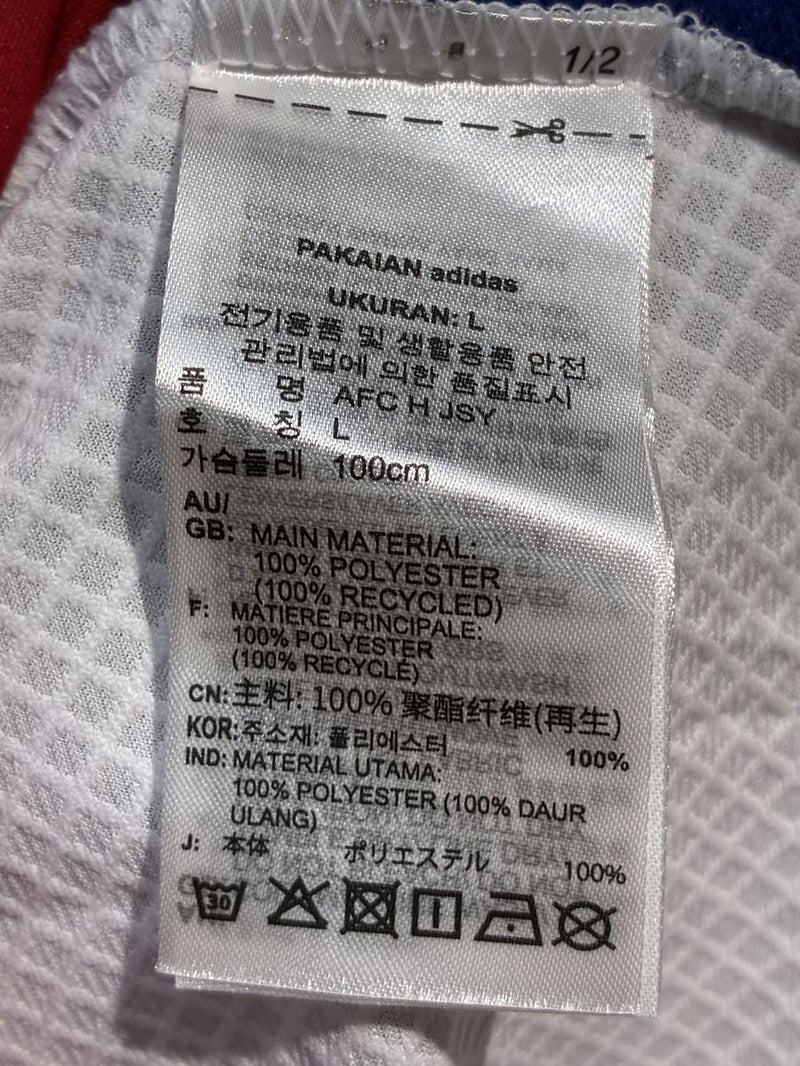 1/2
PAKAIAN adidas
UKURAN: L
전기용품 및 생활용품 안전
관리법에 의한 품질표시
품 명 AFC H JSY
호 칭 L
가슴둘레 100cm
AU/
GB: MAIN MATERIAL:
100% POLYESTER
(100% RECYCLED)
F: MATIERE PRINCIPALE:
100% POLYESTER
(100% RECYCLÉ)
CN: 主料: 100% 聚酯纤维(再生)
KOR: 주소재: 폴리에스터 100%
IND: MATERIAL UTAMA:
100% POLYESTER (100% DAUR
ULANG)
J: 本体 ポリエステル 100%
30